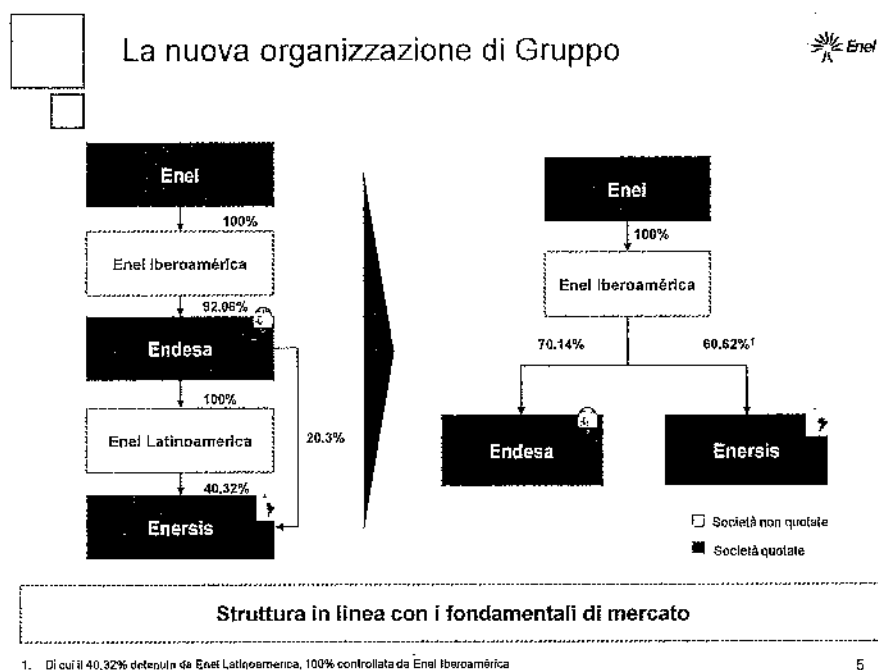 La nuova organizzazione di Gruppo
Enel
Enel
100%
Enel Iberoamérica
92.06%
Endesa
100%
Enel Latinoamerica
20.3%
40.32%
Enersis
Enel
100%
Enel Iberoamérica
70.14%
60.62%¹
Endesa
Enersis
Società non quotate
Società quotate
Struttura in linea con i fondamentali di mercato
1. Di cui il 40.32% detenuto da Enel Latinoamerica, 100% controllata da Enel Iberoamérica
5